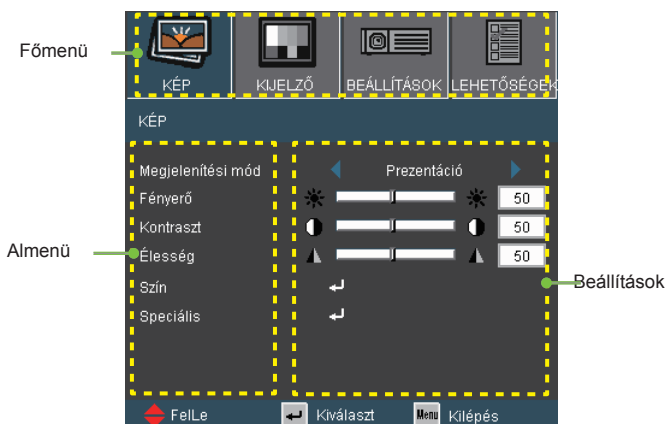 Főmenü
KÉP KIJELZŐ BEÁLLÍTÁSOK LEHETŐSÉGEK
KÉP
Megjelenítési mód Prezentáció
Fényerő 50
Kontraszt 50
Almenü
Élesség 50
Beállítások
Szín
Speciális
FelLe Kiválaszt Menu Kilépés